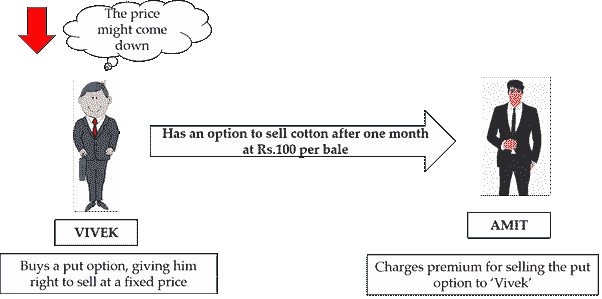 The price
might come
down
Has an option to sell cotton after one month
at Rs.100 per bale
VIVEK
AMIT
Buys a put option, giving him
right to sell at a fixed price
Charges premium for selling the put
option to ‘Vivek’